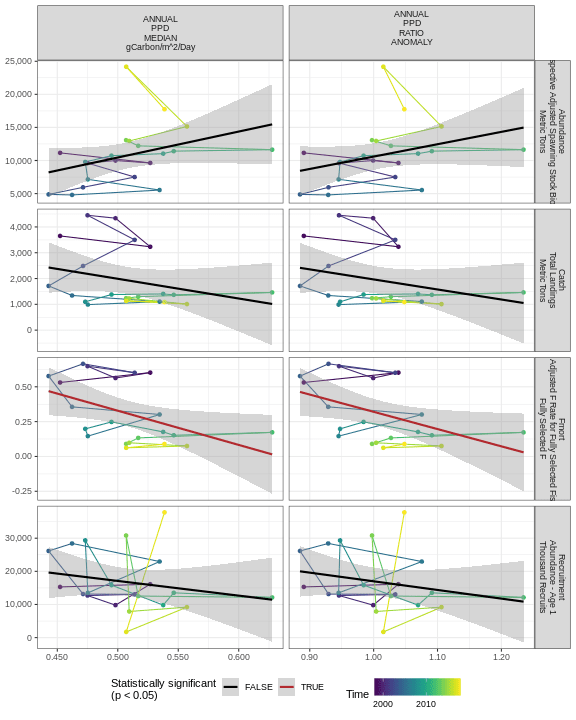 ANNUAL
PPD
MEDIAN
gCarbon/m^2/Day
ANNUAL
PPD
RATIO
ANOMALY
25,000
20,000
15,000
10,000
5,000
Abundance
Adjusted Spawning Stock
Metric Tons
4,000
3,000
2,000
1,000
0
Catch
Total Landings
Metric Tons
0.50
0.25
0.00
-0.25
Fmort
Adjusted F Rate for Fully Selected
Fully Selected F
30,000
20,000
10,000
0
Recruitment
Abundance - Age 1
Thousand Recruits
0.450
0.500
0.550
0.600
0.90
1.00
1.10
1.20
Statistically significant
(p < 0.05)
FALSE
TRUE
Time
2000
2010